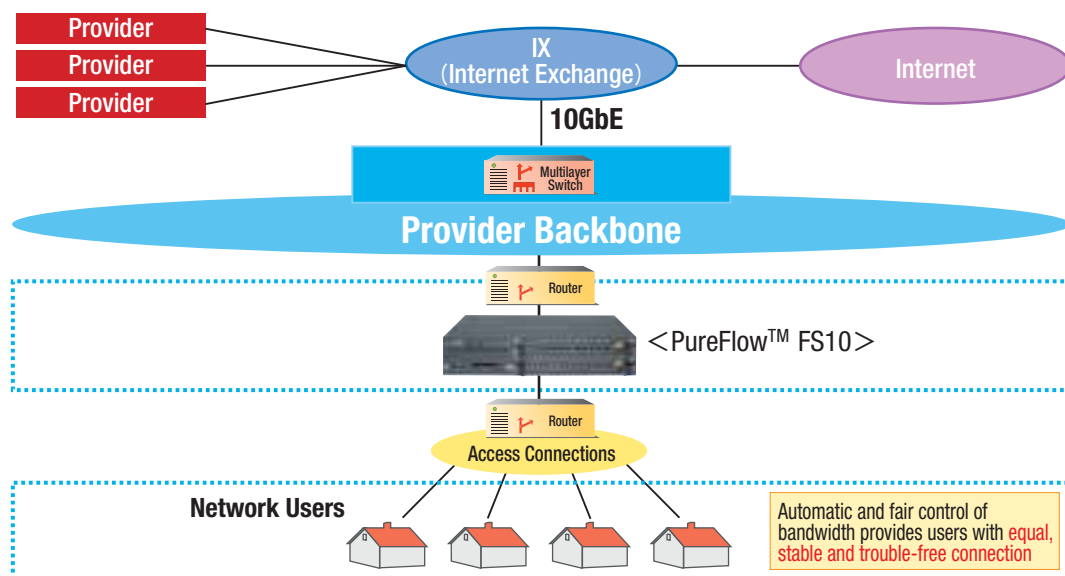 Provider
Provider
Provider
IX
(Internet Exchange)
Internet
10GbE
Multilayer
Switch
Provider Backbone
Router
<PureFlow™ FS10>
Router
Access Connections
Network Users
Automatic and fair control of
bandwidth provides users with equal,
stable and trouble-free connection